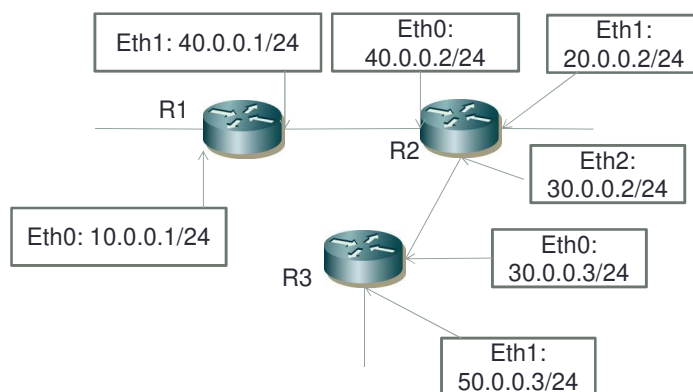 Eth1: 40.0.0.1/24
Eth0:
40.0.0.2/24
Eth1:
20.0.0.2/24
R1
R2
Eth2:
30.0.0.2/24
Eth0: 10.0.0.1/24
R3
Eth0:
30.0.0.3/24
Eth1:
50.0.0.3/24